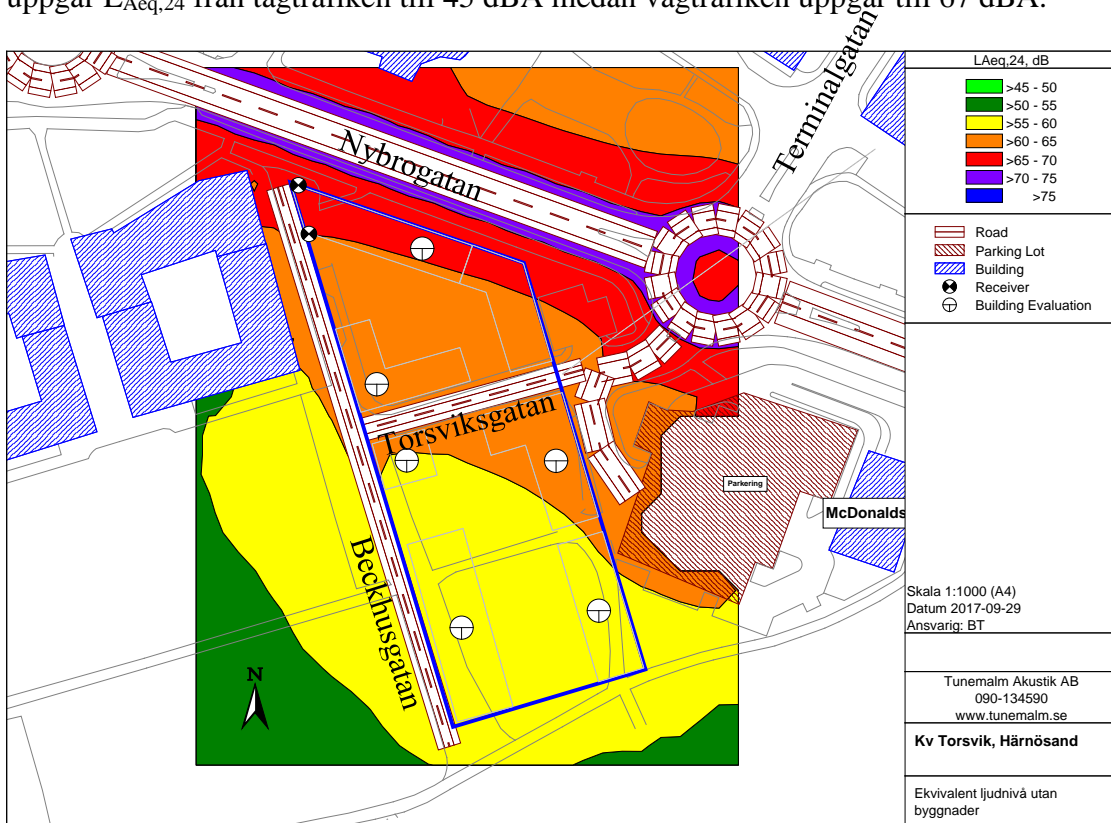 uppgår LAeq,24 från tågtrafiken till 45 dBA medan vägtrafiken uppgår till 67 dBA.
Terminalgatan
Nybrogatan
Torsviksgatan
Beckhusgatan
Parkering
McDonalds
N
LAeq,24, dB
>45 - 50
>50 - 55
>55 - 60
>60 - 65
>65 - 70
>70 - 75
>75
Road
Parking Lot
Building
Receiver
Building Evaluation
Skala 1:1000 (A4)
Datum 2017-09-29
Ansvarig: BT
Tunemalm Akustik AB
090-134590
www.tunemalm.se
Kv Torsvik, Härnösand
Ekvivalent ljudnivå utan
byggnader